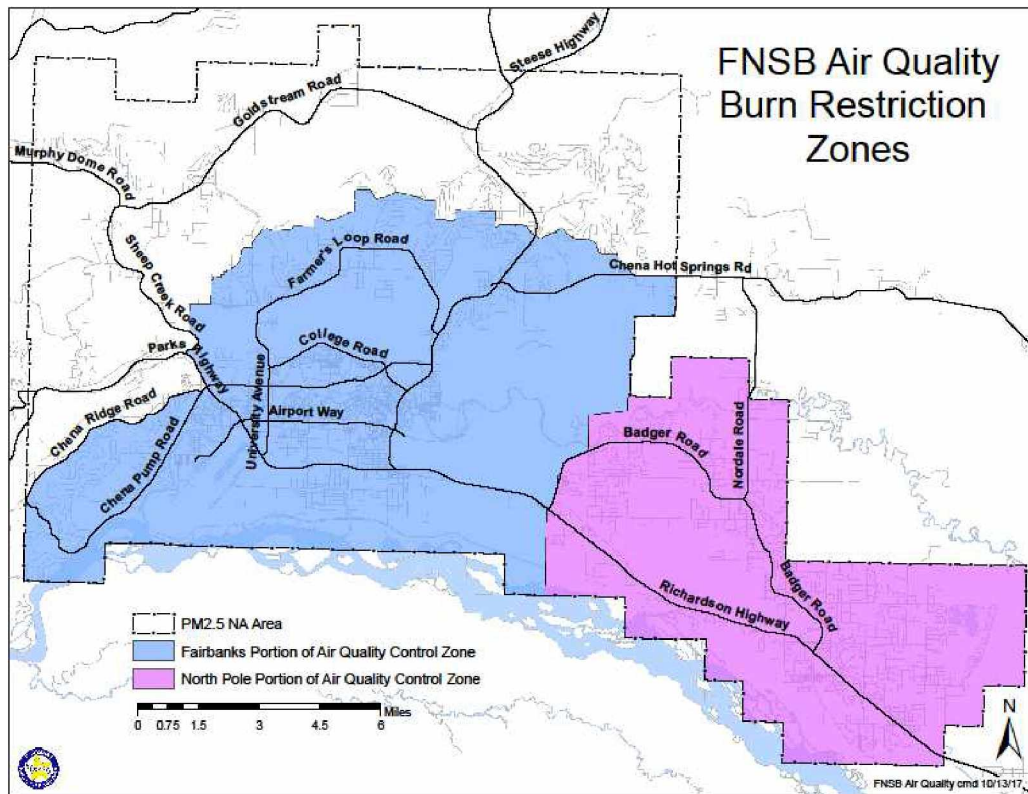 FNSB Air Quality
Burn Restriction
Zones
Steese Highway
Goldstream Road
Murphy Dome Road
Farmer's Loop Road
Sheep Creek Road
Chena Hot Springs Rd
College Road
Parks Highway
University Avenue
Chena Ridge Road
Airport Way
Chena Pump Road
Badger Road
Nordale Road
Badger Road
Richardson Highway
PM2.5 NA Area
Fairbanks Portion of Air Quality Control Zone
North Pole Portion of Air Quality Control Zone
0 0.75 1.5 3 4.5 6 Miles
N
FNSB Air Quality cmd 10/13/17